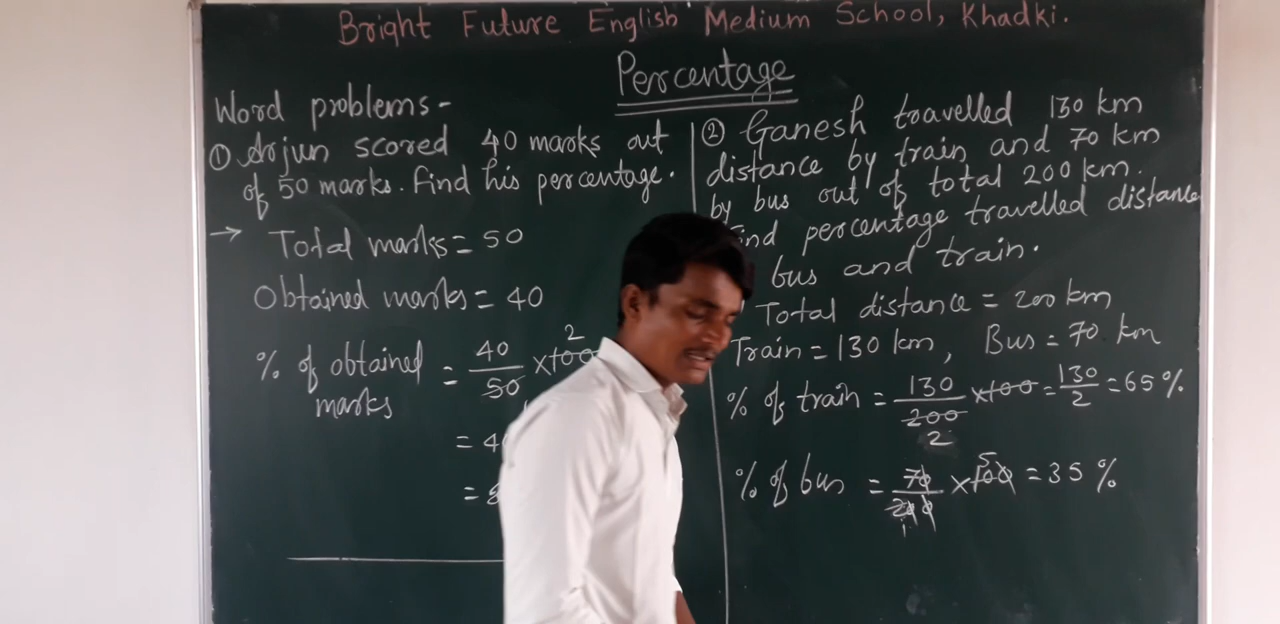 Bright Future English Medium School, Khadki.
Percentage
Word problems -
① Arjun scored 40 marks out
of 50 marks. Find his percentage.
→ Total marks = 50
Obtained marks = 40
% of obtained marks = 40/50 × 100 2
= 4
=
② Ganesh travelled 130 km
distance by train and 70 km
by bus out of total 200 km.
find percentage travelled distance
bus and train.
Total distance = 200 km
Train = 130 km, Bus = 70 km
% of train = 130/200 × 100 = 130/2 = 65 %
2
% of bus = 70/200 × 100 5 = 35 %
1